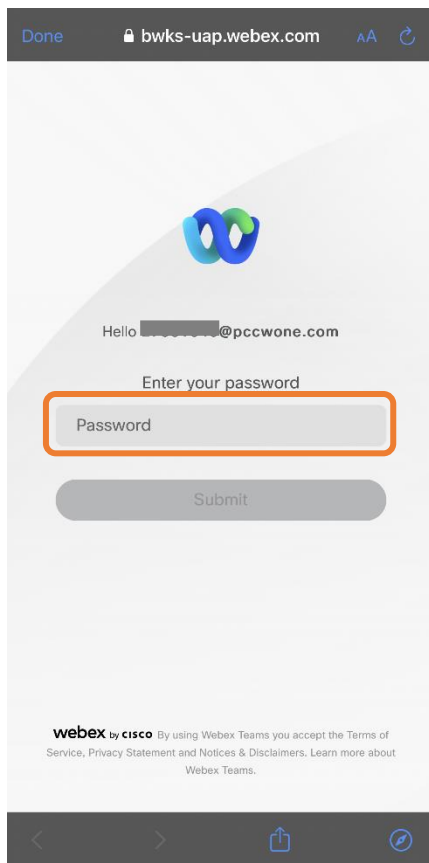 Done bwks-uap.webex.com AA
Hello @pccwone.com
Enter your password
Password
Submit
webex by CISCO By using Webex Teams you accept the Terms of
Service, Privacy Statement and Notices & Disclaimers. Learn more about
Webex Teams.